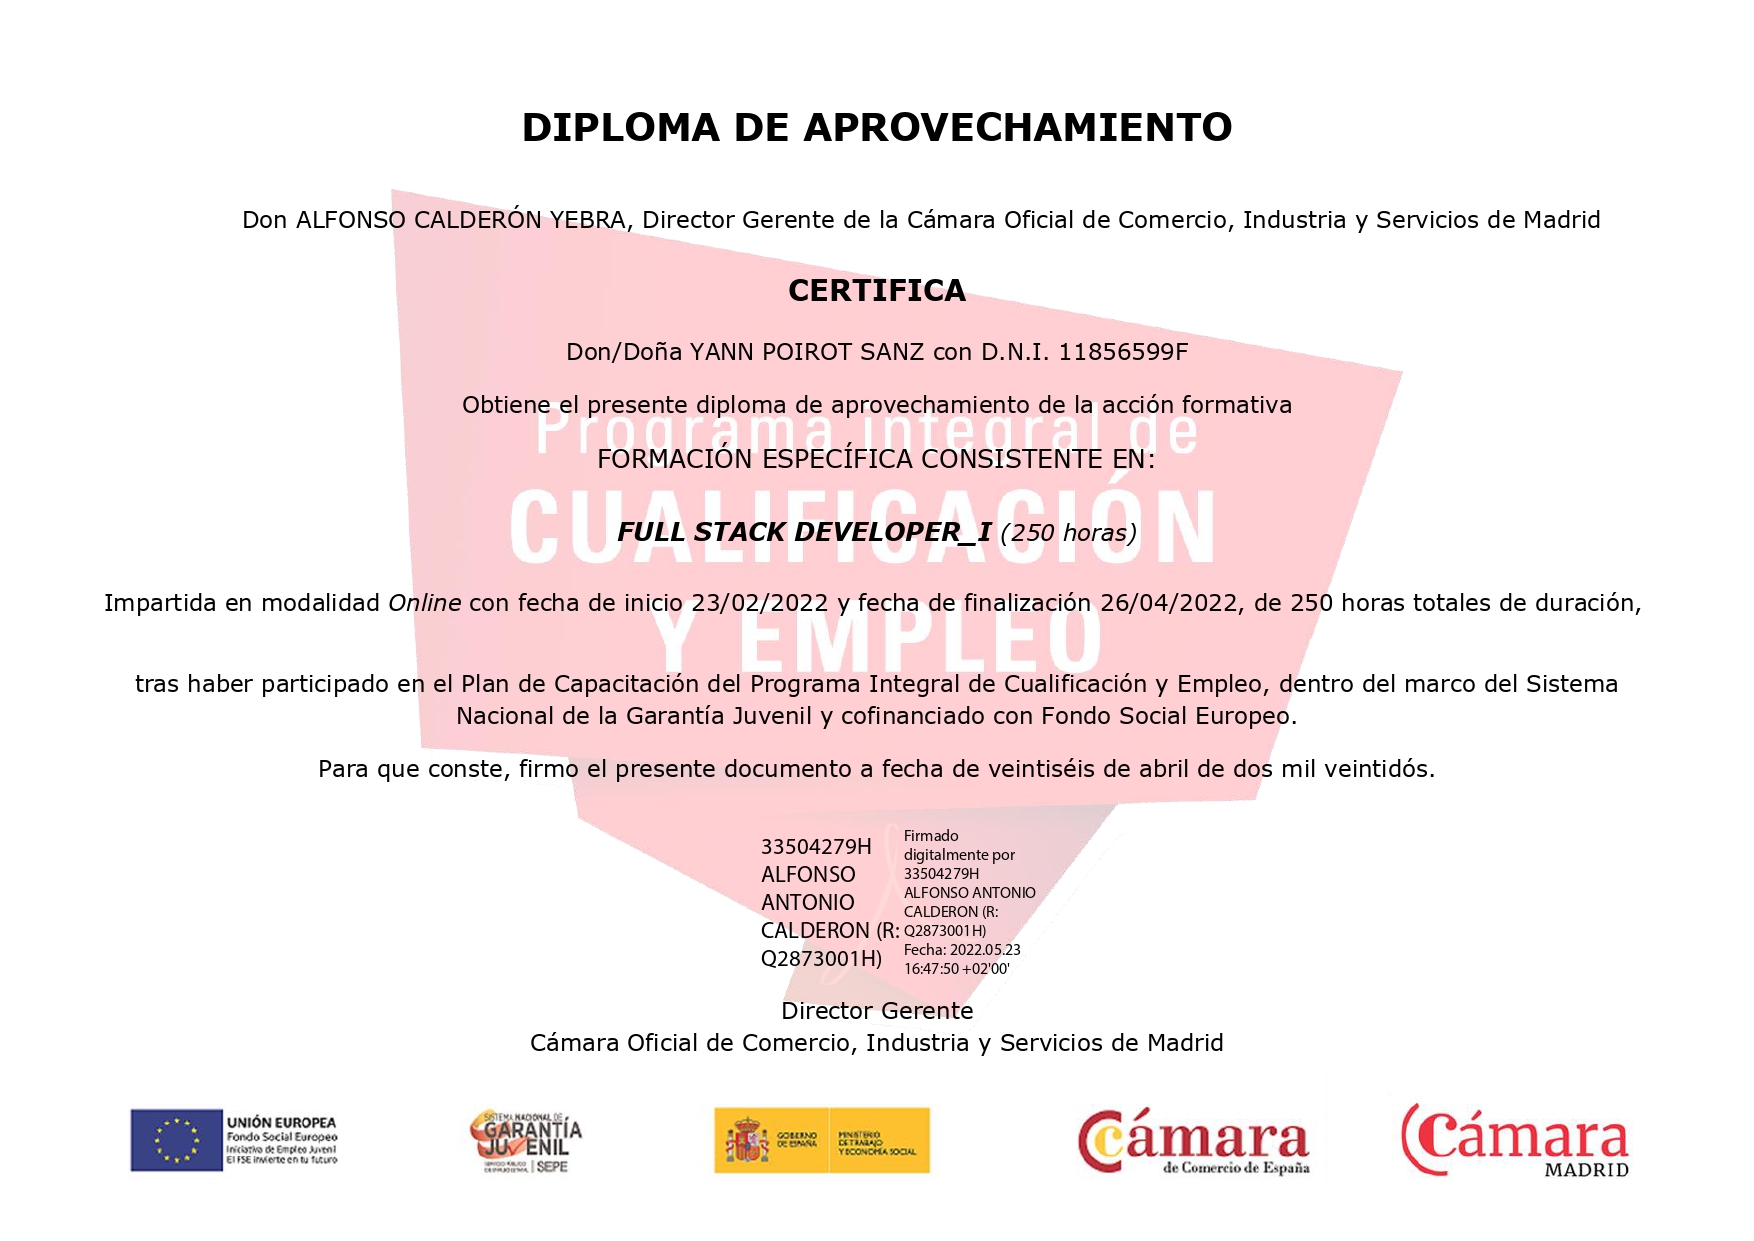 DIPLOMA DE APROVECHAMIENTO
Don ALFONSO CALDERÓN YEBRA, Director Gerente de la Cámara Oficial de Comercio, Industria y Servicios de Madrid
CERTIFICA
Don/Doña YANN POIROT SANZ con D.N.I. 11856599F
Obtiene el presente diploma de aprovechamiento de la acción formativa
Programa integral de
FORMACIÓN ESPECÍFICA CONSISTENTE EN:
CUALIFICACIÓN
FULL STACK DEVELOPER_I (250 horas)
Impartida en modalidad Online con fecha de inicio 23/02/2022 y fecha de finalización 26/04/2022, de 250 horas totales de duración,
Y EMPLEO
tras haber participado en el Plan de Capacitación del Programa Integral de Cualificación y Empleo, dentro del marco del Sistema
Nacional de la Garantía Juvenil y cofinanciado con Fondo Social Europeo.
Para que conste, firmo el presente documento a fecha de veintiséis de abril de dos mil veintidós.
33504279H
ALFONSO
ANTONIO
CALDERON (R:
Q2873001H)
Firmado
digitalmente por
33504279H
ALFONSO ANTONIO
CALDERON (R:
Q2873001H)
Fecha: 2022.05.23
16:47:50 +02'00'
Director Gerente
Cámara Oficial de Comercio, Industria y Servicios de Madrid
UNIÓN EUROPEA
Fondo Social Europeo
Iniciativa de Empleo Juvenil
El FSE invierte en tu futuro
SISTEMA NACIONAL DE
GARANTÍA
JUVENIL
SERVICIO PÚBLICO
DE EMPLEO ESTATAL
SEPE
GOBIERNO
DE ESPAÑA
MINISTERIO
DE TRABAJO
Y ECONOMÍA SOCIAL
Cámara
de Comercio de España
Cámara
MADRID